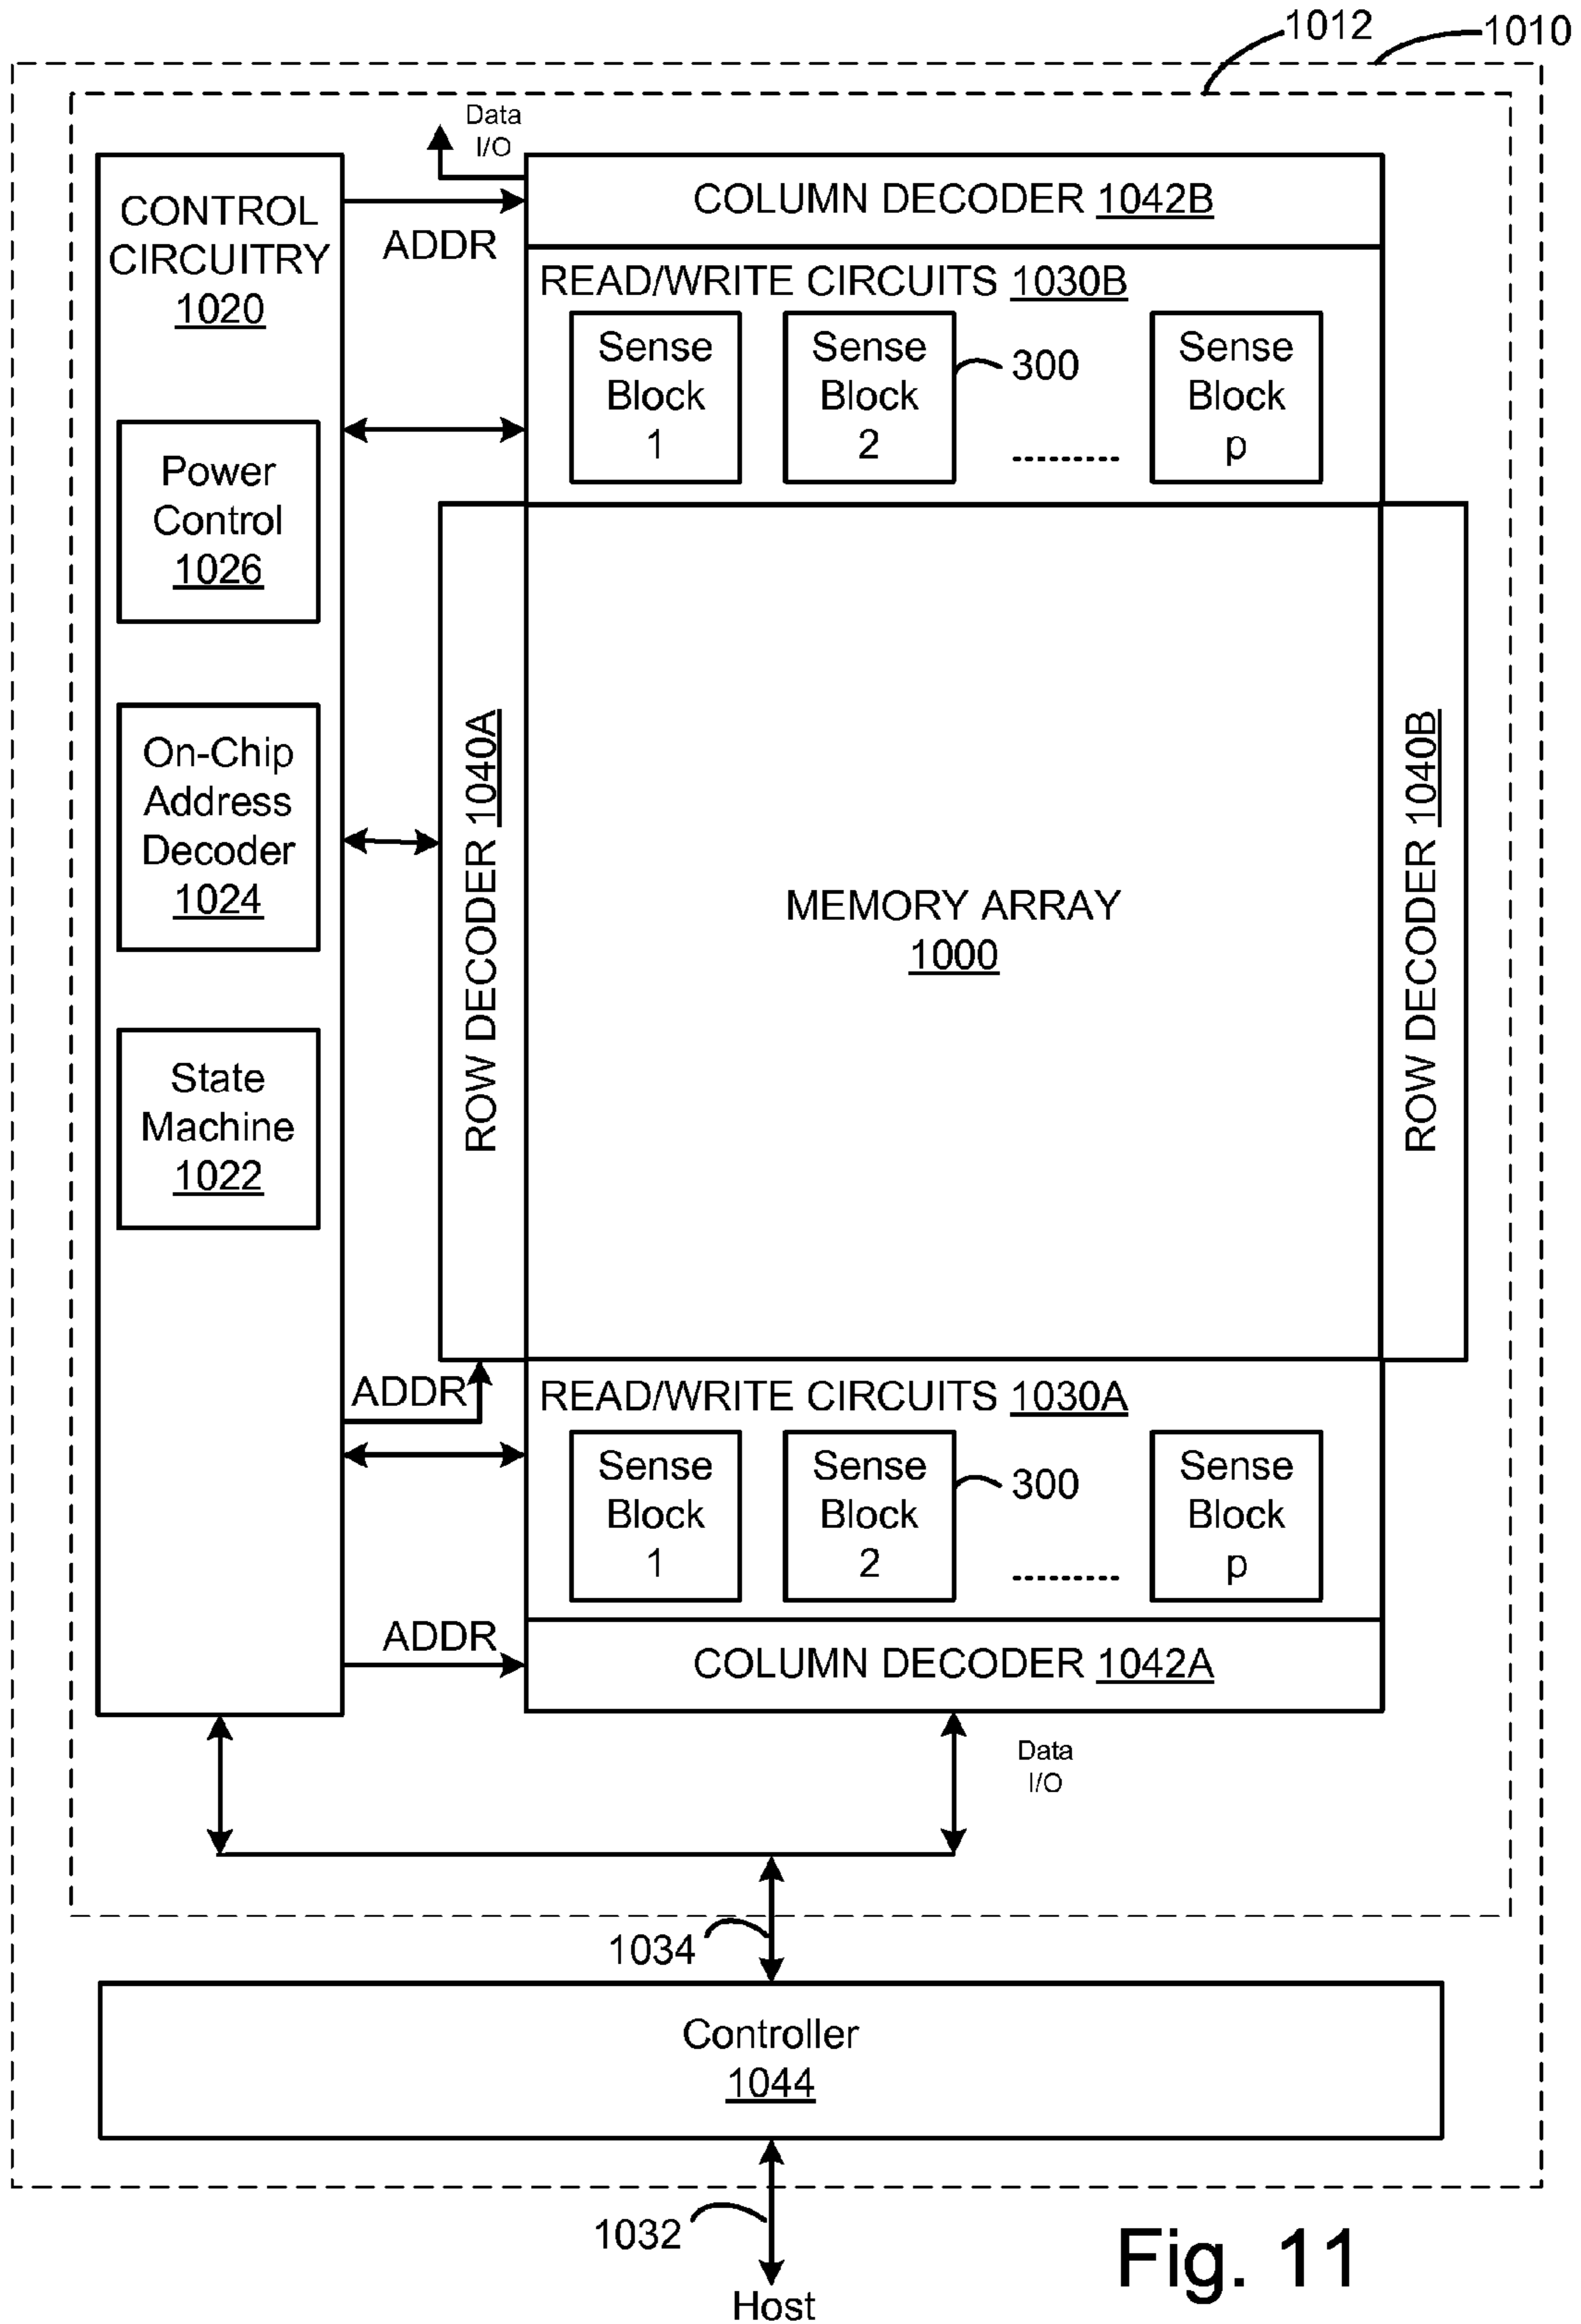 1012
1010
Data
I/O
CONTROL
CIRCUITRY
1020
ADDR
COLUMN DECODER 1042B
READ/WRITE CIRCUITS 1030B
Sense
Block
1
Sense
Block
2
300
.........
Sense
Block
p
Power
Control
1026
On-Chip
Address
Decoder
1024
State
Machine
1022
ROW DECODER 1040A
MEMORY ARRAY
1000
ROW DECODER 1040B
ADDR
READ/WRITE CIRCUITS 1030A
Sense
Block
1
Sense
Block
2
300
.........
Sense
Block
p
ADDR
COLUMN DECODER 1042A
Data
I/O
1034
Controller
1044
1032
Host
Fig. 11